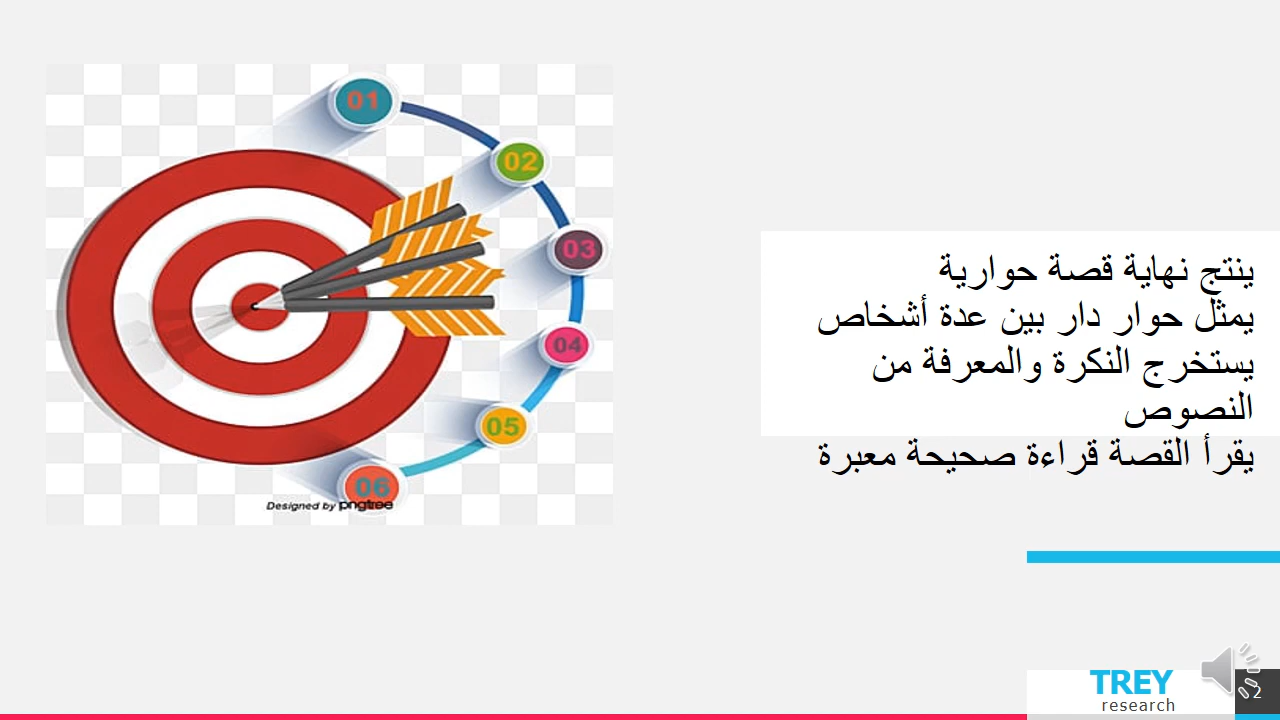 ينتج نهاية قصة حوارية
يمثل حوار دار بين عدة أشخاص
يستخرج النكرة والمعرفة من
النصوص
يقرأ القصة قراءة صحيحة معبرة
01
02
03
04
05
06
Designed by pngtree
TREY
research
2